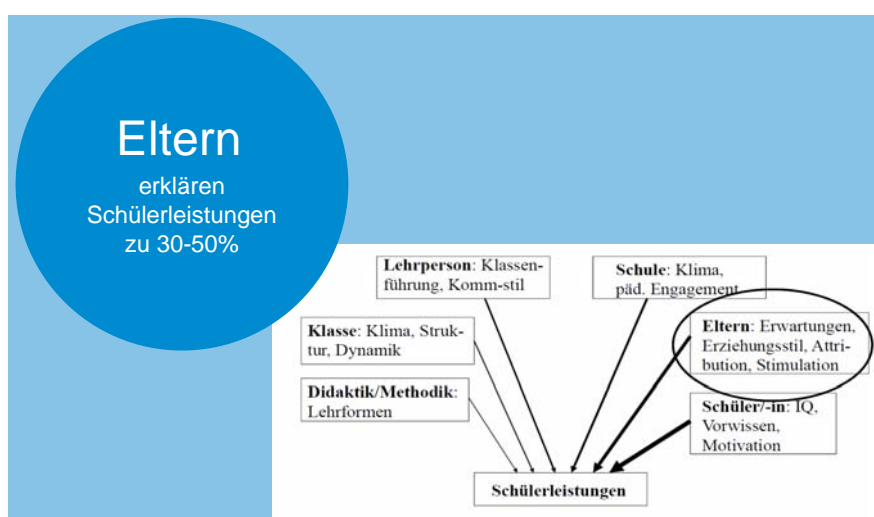 Eltern
erklären
Schülerleistungen
zu 30-50%
Lehrperson: Klassen-
führung, Komm-stil
Schule: Klima,
päd. Engagement
Klasse: Klima, Struk-
tur, Dynamik
Eltern: Erwartungen,
Erziehungsstil, Attri-
bution, Stimulation
Didaktik/Methodik:
Lehrformen
Schüler/-in: IQ,
Vorwissen,
Motivation
Schülerleistungen